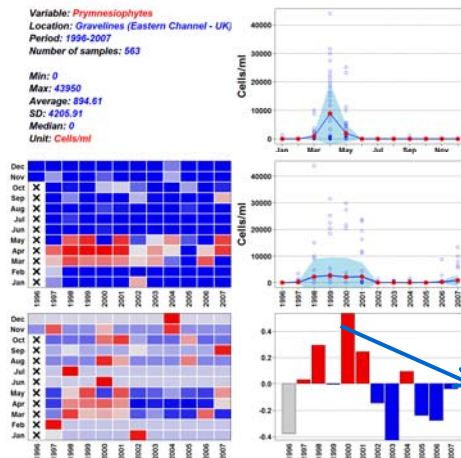 Variable: Prymnesiophytes
Location: Gravelines (Eastern Channel - UK)
Period: 1996-2007
Number of samples: 563
Min: 0
Max: 43950
Average: 894.61
SD: 4205.91
Median: 0
Unit: Cells/ml
Cells/ml
40000
30000
20000
10000
0
Jan Mar May Jul Sep Nov
Dec
Nov
Oct
Sep
Aug
Jul
Jun
May
Apr
Mar
Feb
Jan
1996 1997 1998 1999 2000 2001 2002 2003 2004 2005 2006 2007
Cells/ml
40000
30000
20000
10000
0
1996 1997 1998 1999 2000 2001 2002 2003 2004 2005 2006 2007
Dec
Nov
Oct
Sep
Aug
Jul
Jun
May
Apr
Mar
Feb
Jan
1996 1997 1998 1999 2000 2001 2002 2003 2004 2005 2006 2007
0.4
0.2
0.0
-0.2
-0.4
1996 1997 1998 1999 2000 2001 2002 2003 2004 2005 2006 2007